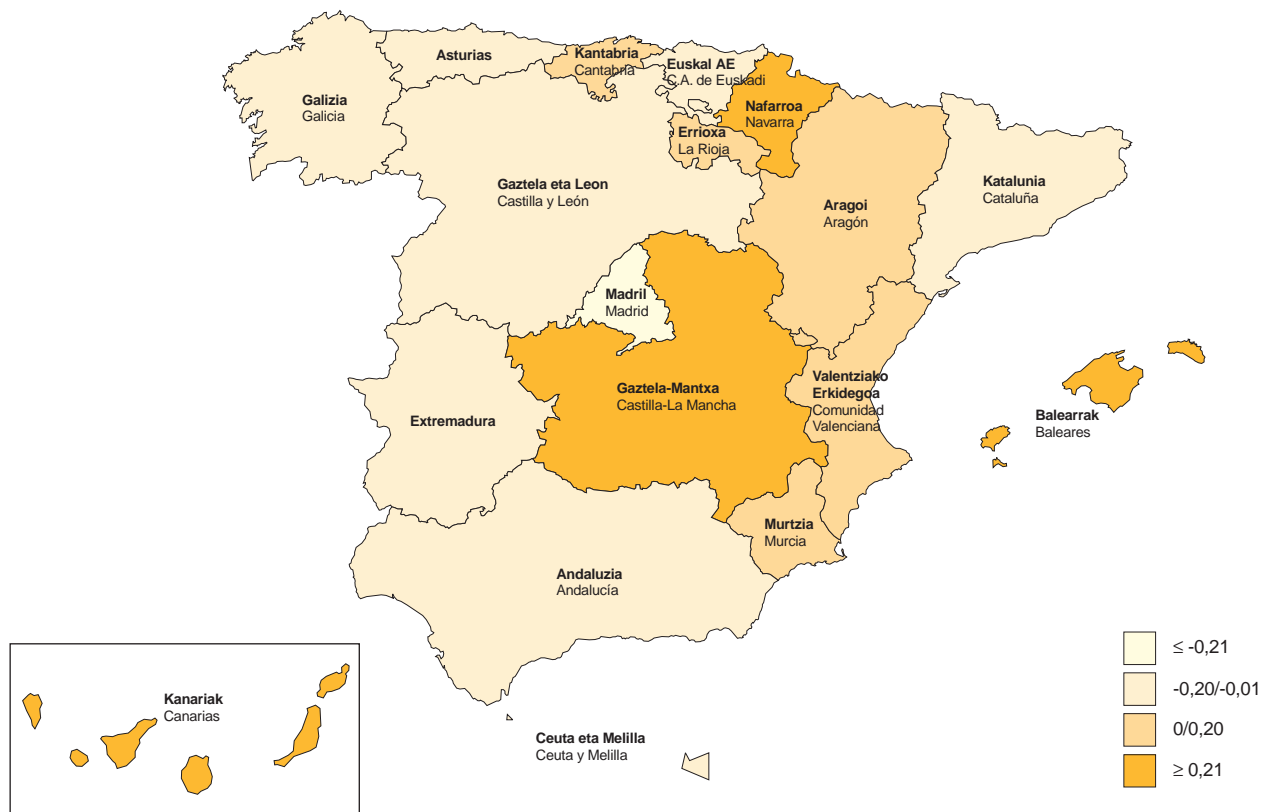 Asturias
Kantabria
Cantabria
Euskal AE
C.A. de Euskadi
Galizia
Galicia
Nafarroa
Navarra
Errioxa
La Rioja
Gaztela eta Leon
Castilla y León
Katalunia
Cataluña
Aragoi
Aragón
Madril
Madrid
Gaztela-Mantxa
Castilla-La Mancha
Valentziako
Erkidegoa
Comunidad
Valenciana
Extremadura
Balearrak
Baleares
Murtzia
Murcia
Andaluzia
Andalucía
Kanariak
Canarias
Ceuta eta Melilla
Ceuta y Melilla
≤ -0,21
-0,20/-0,01
0/0,20
≥ 0,21